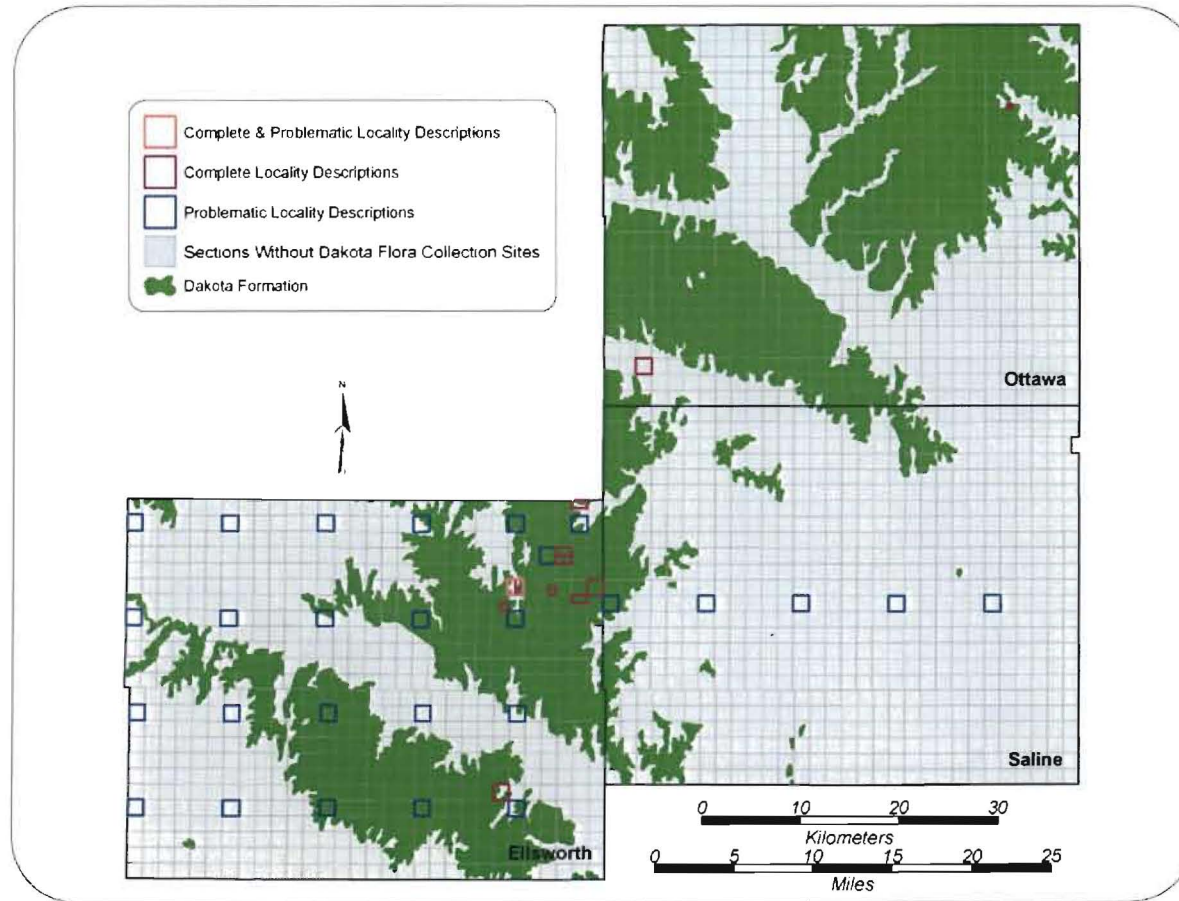 Complete & Problematic Locality Descriptions
Complete Locality Descriptions
Problematic Locality Descriptions
Sections Without Dakota Flora Collection Sites
Dakota Formation
N
Ottawa
Saline
Ellsworth
0 10 20 30
Kilometers
0 5 10 15 20 25
Miles